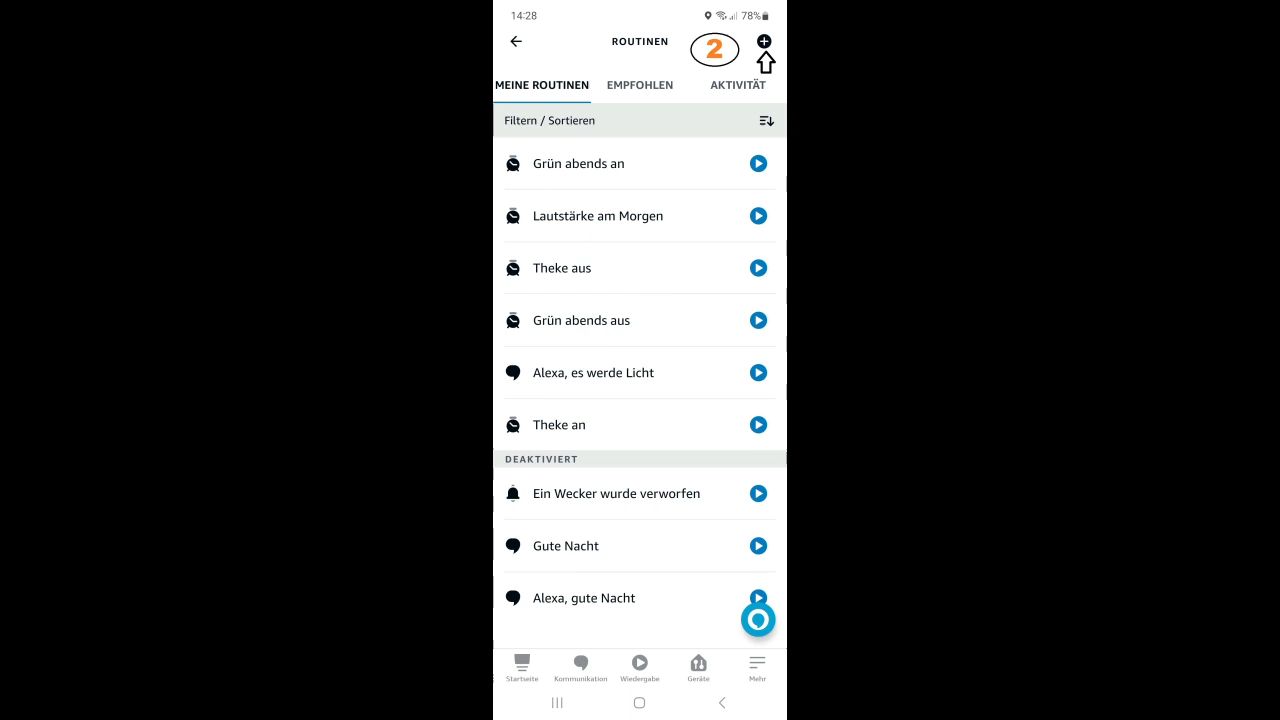 14:28
78%
ROUTINEN
2
MEINE ROUTINEN
EMPFOHLEN
AKTIVITÄT
Filtern / Sortieren
Grün abends an
Lautstärke am Morgen
Theke aus
Grün abends aus
Alexa, es werde Licht
Theke an
DEAKTIVIERT
Ein Wecker wurde verworfen
Gute Nacht
Alexa, gute Nacht
Startseite
Kommunikation
Wiedergabe
Geräte
Mehr